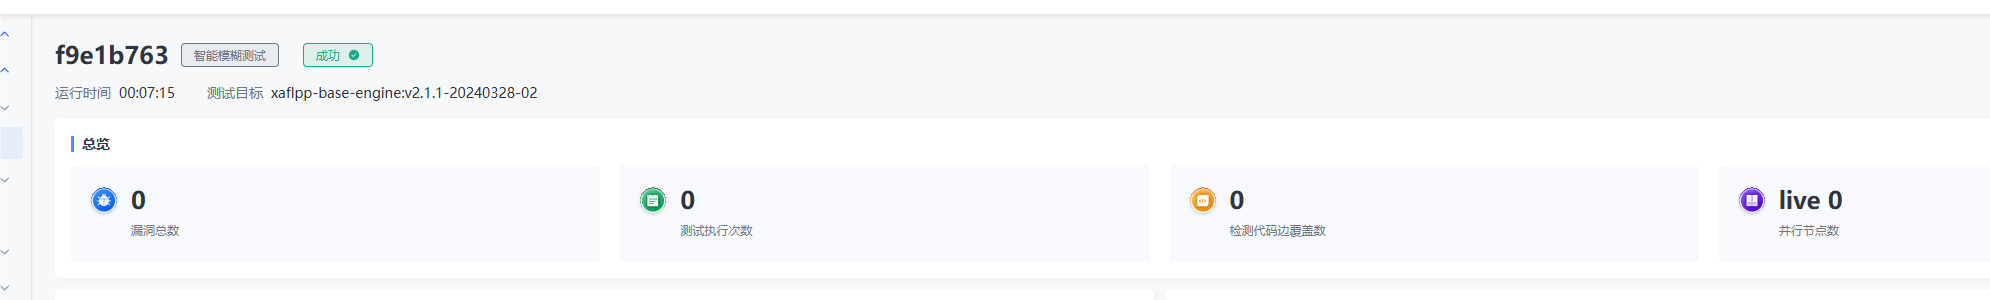 f9e1b763 智能模糊测试 成功
运行时间 00:07:15 测试目标 xaflpp-base-engine:v2.1.1-20240328-02
总览
0 0 0 live 0
漏洞总数 测试执行次数 检测代码边覆盖数 并行节点数